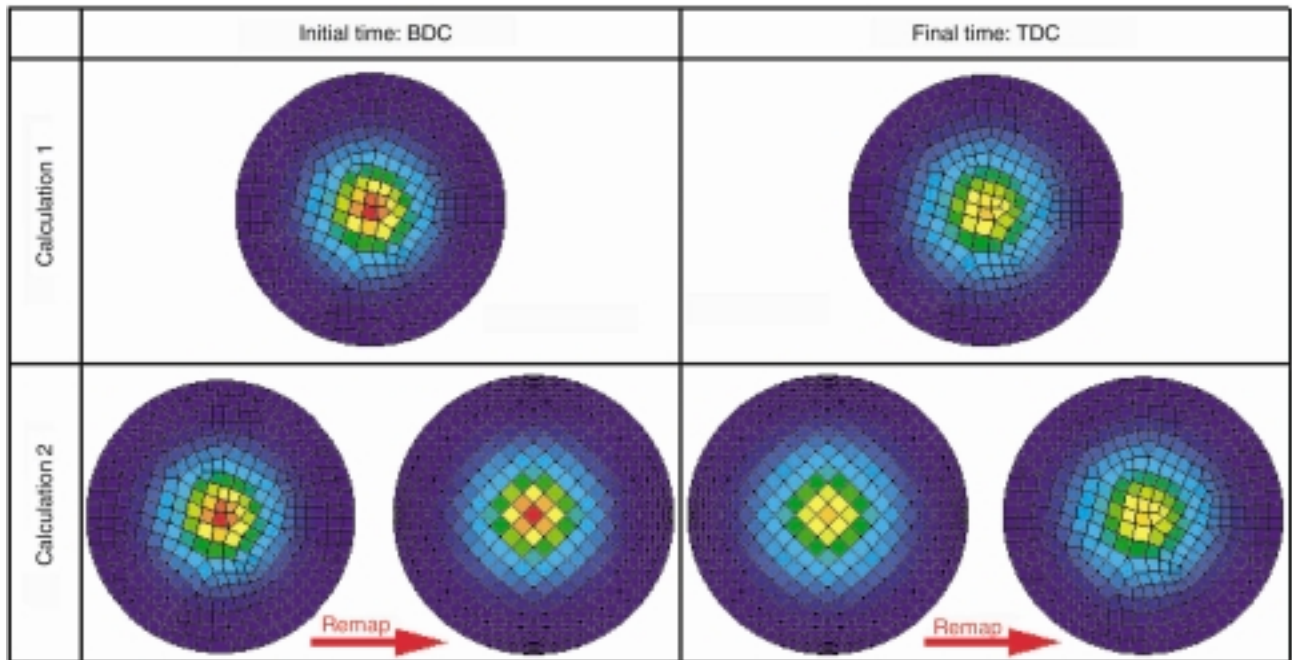 Initial time: BDC
Final time: TDC
Calculation 1
Calculation 2
Remap
Remap